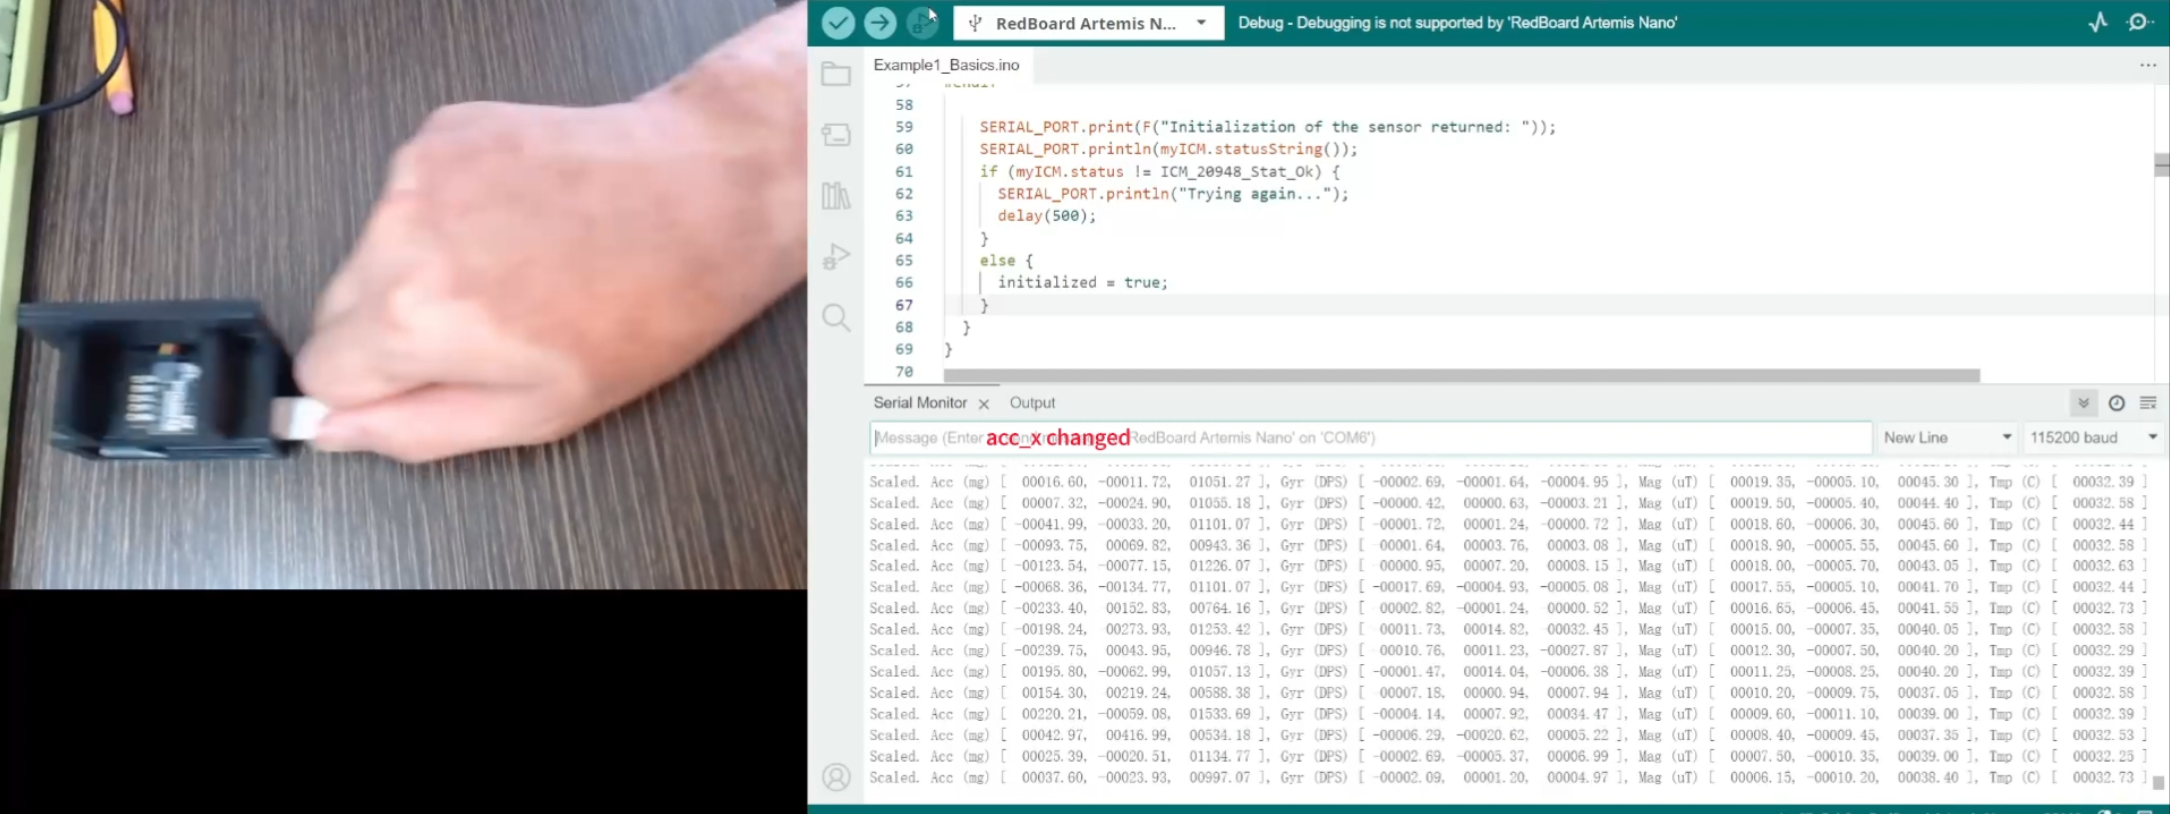 RedBoard Artemis N...
Debug - Debugging is not supported by 'RedBoard Artemis Nano'
Example1_Basics.ino
...
58
59 SERIAL_PORT.print(F("Initialization of the sensor returned: "));
60 SERIAL_PORT.println(myICM.statusString());
61 if (myICM.status != ICM_20948_Stat_Ok) {
62 SERIAL_PORT.println("Trying again...");
63 delay(500);
64 }
65 else {
66 initialized = true;
67 }
68 }
69 }
70
Serial Monitor Output
Message (Enter acc_x changed RedBoard Artemis Nano' on 'COM6') New Line 115200 baud
Scaled. Acc (mg) [ 00016.60, -00011.72, 01051.27 ], Gyr (DPS) [ -00002.69, -00001.64, -00004.95 ], Mag (uT) [ 00019.35, -00005.10, 00045.30 ], Tmp (C) [ 00032.39 ]
Scaled. Acc (mg) [ 00007.32, -00024.90, 01055.18 ], Gyr (DPS) [ -00000.42, 00000.63, -00003.21 ], Mag (uT) [ 00019.50, -00005.40, 00044.40 ], Tmp (C) [ 00032.58 ]
Scaled. Acc (mg) [ -00041.99, -00033.20, 01101.07 ], Gyr (DPS) [ -00001.72, 00001.24, -00000.72 ], Mag (uT) [ 00018.60, -00006.30, 00045.60 ], Tmp (C) [ 00032.44 ]
Scaled. Acc (mg) [ -00093.75, 00069.82, 00943.36 ], Gyr (DPS) [ -00001.64, 00003.76, 00003.08 ], Mag (uT) [ 00018.90, -00005.55, 00045.60 ], Tmp (C) [ 00032.58 ]
Scaled. Acc (mg) [ -00123.54, -00077.15, 01226.07 ], Gyr (DPS) [ -00000.95, 00007.20, 00008.15 ], Mag (uT) [ 00018.00, -00005.70, 00043.05 ], Tmp (C) [ 00032.63 ]
Scaled. Acc (mg) [ -00068.36, -00134.77, 01101.07 ], Gyr (DPS) [ -00017.69, -00004.93, -00005.08 ], Mag (uT) [ 00017.55, -00005.10, 00041.70 ], Tmp (C) [ 00032.44 ]
Scaled. Acc (mg) [ -00233.40, 00152.83, 00764.16 ], Gyr (DPS) [ 00002.82, -00001.24, 00000.52 ], Mag (uT) [ 00016.65, -00006.45, 00041.55 ], Tmp (C) [ 00032.73 ]
Scaled. Acc (mg) [ -00198.24, 00273.93, 01253.42 ], Gyr (DPS) [ 00011.73, 00014.82, -00032.45 ], Mag (uT) [ 00015.00, -00007.35, 00040.05 ], Tmp (C) [ 00032.58 ]
Scaled. Acc (mg) [ -00239.75, 00043.95, 00946.78 ], Gyr (DPS) [ 00010.76, 00011.23, -00027.87 ], Mag (uT) [ 00012.30, -00007.50, 00040.20 ], Tmp (C) [ 00032.29 ]
Scaled. Acc (mg) [ 00195.80, -00062.99, 01057.13 ], Gyr (DPS) [ -00001.47, 00014.04, -00006.38 ], Mag (uT) [ 00011.25, -00008.25, 00040.20 ], Tmp (C) [ 00032.39 ]
Scaled. Acc (mg) [ 00154.30, 00219.24, 00588.38 ], Gyr (DPS) [ -00007.18, 00000.94, 00007.94 ], Mag (uT) [ 00010.20, -00009.75, 00037.05 ], Tmp (C) [ 00032.58 ]
Scaled. Acc (mg) [ 00220.21, -00059.08, 01533.69 ], Gyr (DPS) [ -00004.14, 00007.92, 00034.47 ], Mag (uT) [ 00009.60, -00011.10, 00039.00 ], Tmp (C) [ 00032.39 ]
Scaled. Acc (mg) [ 00042.97, 00416.99, 00534.18 ], Gyr (DPS) [ -00006.29, -00020.62, 00005.22 ], Mag (uT) [ 00008.40, -00009.45, 00037.35 ], Tmp (C) [ 00032.53 ]
Scaled. Acc (mg) [ 00025.39, -00020.51, 01134.77 ], Gyr (DPS) [ -00002.69, -00005.37, 00006.99 ], Mag (uT) [ 00007.50, -00010.35, 00039.00 ], Tmp (C) [ 00032.25 ]
Scaled. Acc (mg) [ 00037.60, -00023.93, 00997.07 ], Gyr (DPS) [ -00002.09, 00001.20, 00004.97 ], Mag (uT) [ 00006.15, -00010.20, 00038.40 ], Tmp (C) [ 00032.73 ]